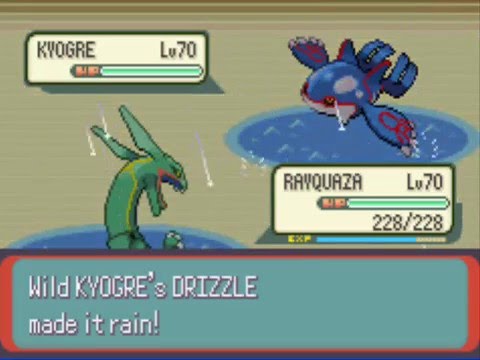 KYOGRE Lv70
HP
RAYQUAZA Lv70
HP
228/228
EXP
Wild KYOGRE's DRIZZLE
made it rain!